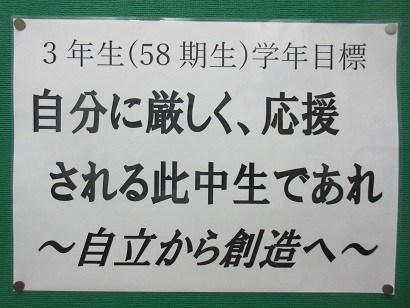 3年生(58期生)学年目標
自分に厳しく、応援
される此中生であれ
～自立から創造へ～